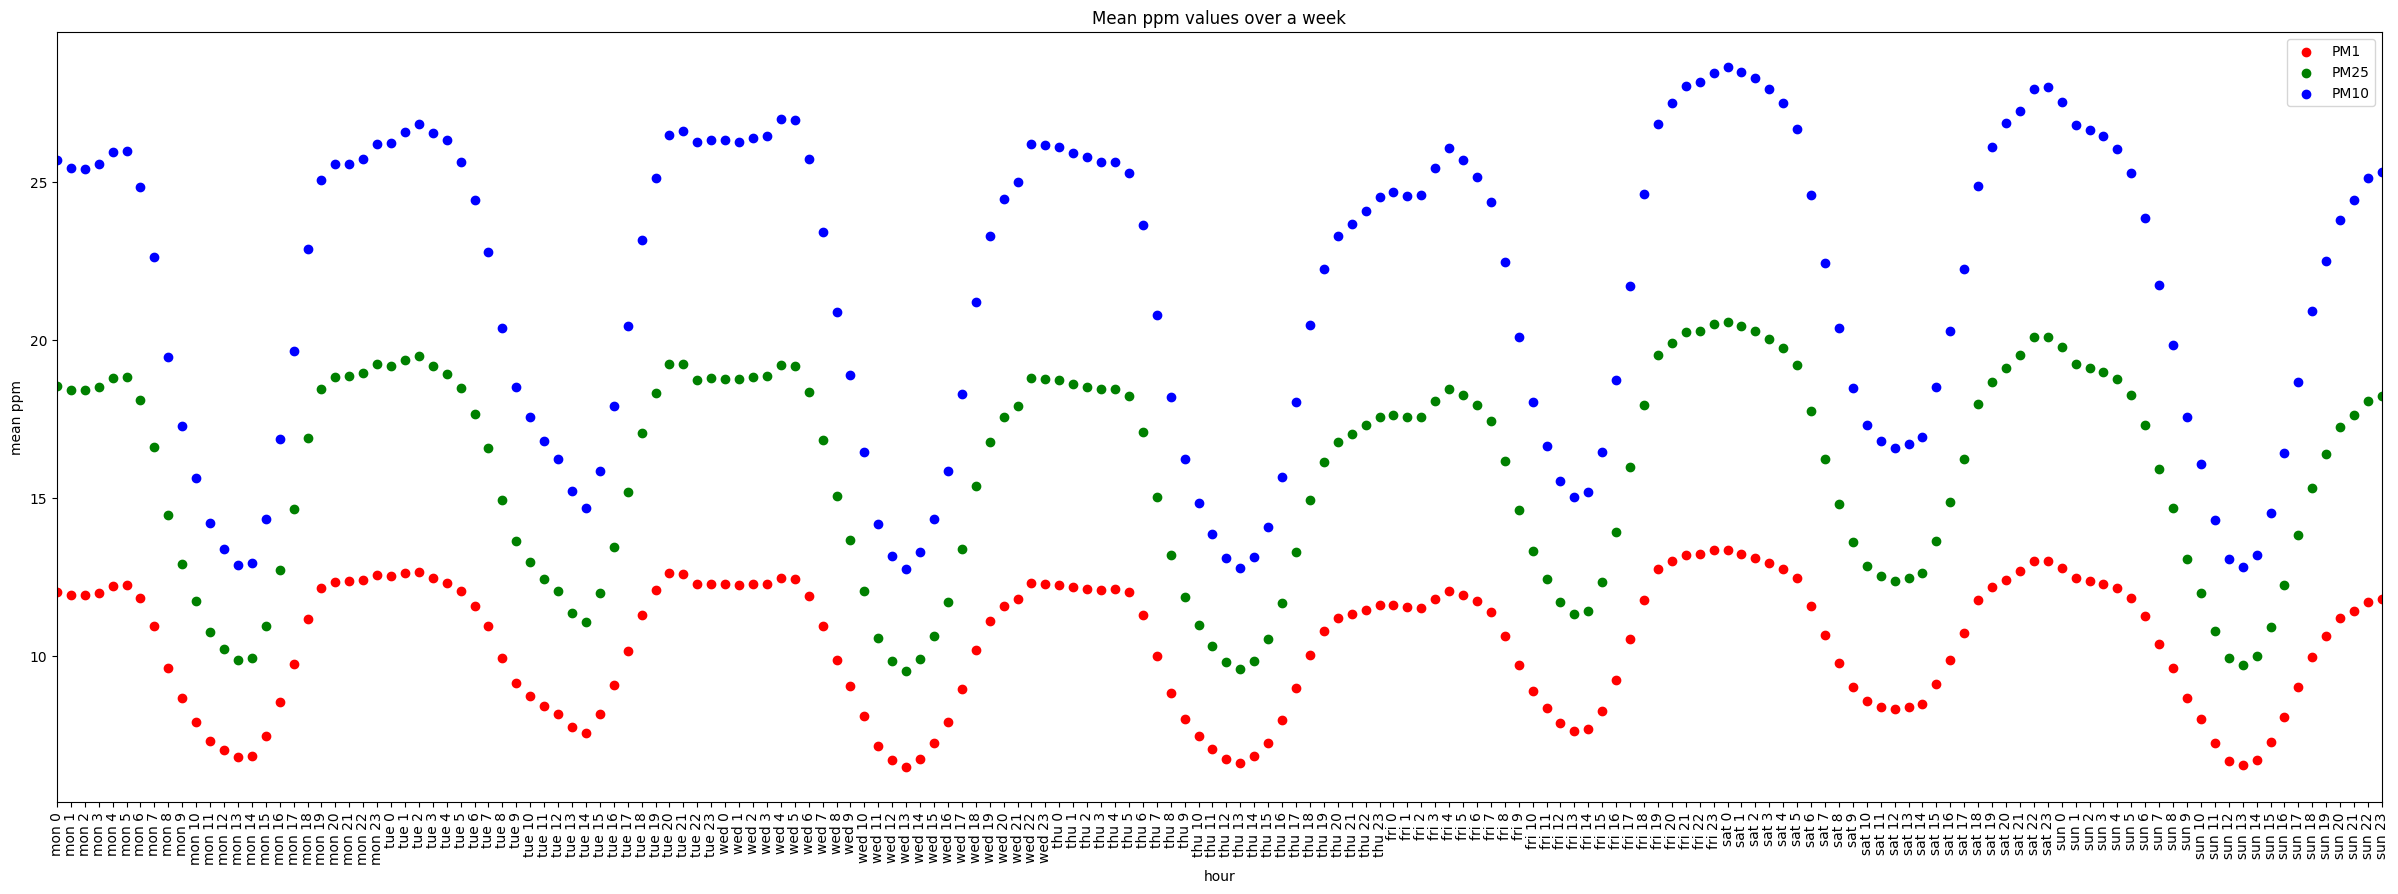 Mean ppm values over a week
PM1
PM25
PM10
mean ppm
25
20
15
10
mon 0
mon 1
mon 2
mon 3
mon 4
mon 5
mon 6
mon 7
mon 8
mon 9
mon 10
mon 11
mon 12
mon 13
mon 14
mon 15
mon 16
mon 17
mon 18
mon 19
mon 20
mon 21
mon 22
mon 23
tue 0
tue 1
tue 2
tue 3
tue 4
tue 5
tue 6
tue 7
tue 8
tue 9
tue 10
tue 11
tue 12
tue 13
tue 14
tue 15
tue 16
tue 17
tue 18
tue 19
tue 20
tue 21
tue 22
tue 23
wed 0
wed 1
wed 2
wed 3
wed 4
wed 5
wed 6
wed 7
wed 8
wed 9
wed 10
wed 11
wed 12
wed 13
wed 14
wed 15
wed 16
wed 17
wed 18
wed 19
wed 20
wed 21
wed 22
wed 23
thu 0
thu 1
thu 2
thu 3
thu 4
thu 5
thu 6
thu 7
thu 8
thu 9
thu 10
thu 11
thu 12
thu 13
thu 14
thu 15
thu 16
thu 17
thu 18
thu 19
thu 20
thu 21
thu 22
thu 23
fri 0
fri 1
fri 2
fri 3
fri 4
fri 5
fri 6
fri 7
fri 8
fri 9
fri 10
fri 11
fri 12
fri 13
fri 14
fri 15
fri 16
fri 17
fri 18
fri 19
fri 20
fri 21
fri 22
fri 23
sat 0
sat 1
sat 2
sat 3
sat 4
sat 5
sat 6
sat 7
sat 8
sat 9
sat 10
sat 11
sat 12
sat 13
sat 14
sat 15
sat 16
sat 17
sat 18
sat 19
sat 20
sat 21
sat 22
sat 23
sun 0
sun 1
sun 2
sun 3
sun 4
sun 5
sun 6
sun 7
sun 8
sun 9
sun 10
sun 11
sun 12
sun 13
sun 14
sun 15
sun 16
sun 17
sun 18
sun 19
sun 20
sun 21
sun 22
sun 23
hour